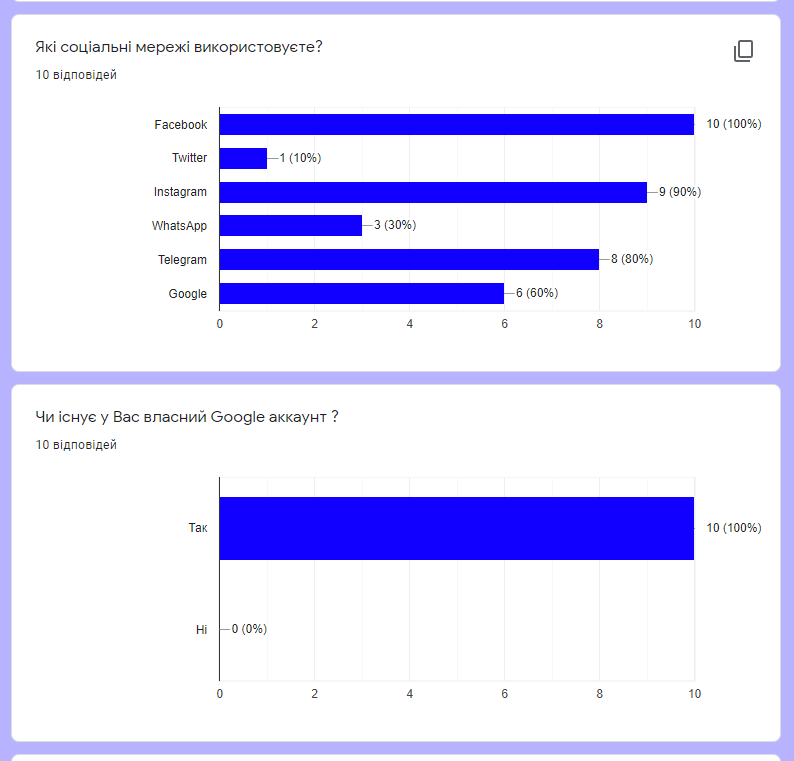 Які соціальні мережі використовуєте?
10 відповідей
Facebook 10 (100%)
Twitter 1 (10%)
Instagram 9 (90%)
WhatsApp 3 (30%)
Telegram 8 (80%)
Google 6 (60%)
0 2 4 6 8 10
Чи існує у Вас власний Google аккаунт ?
10 відповідей
Так 10 (100%)
Ні 0 (0%)
0 2 4 6 8 10